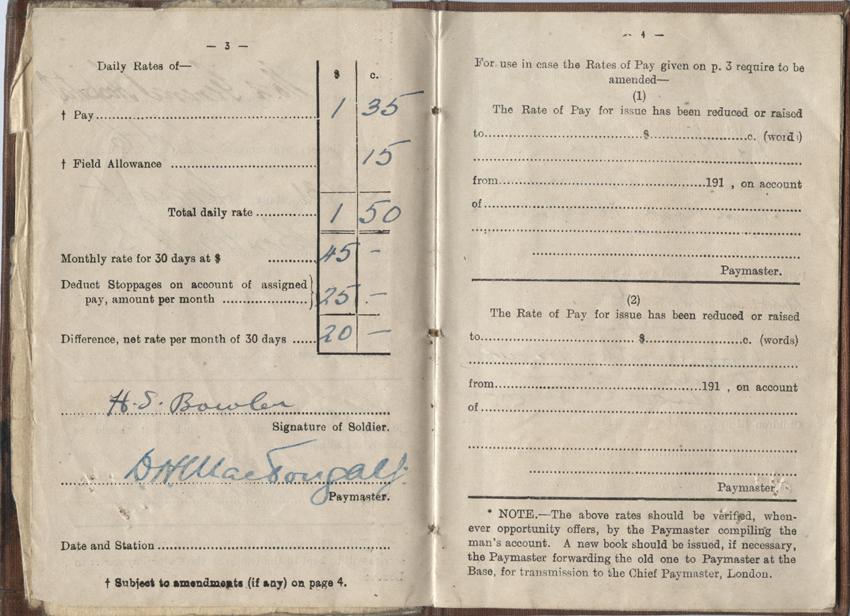 — 3 —
Daily Rates of—
$ c.
† Pay 1 35
† Field Allowance 15
Total daily rate 1 50
Monthly rate for 30 days at $ 45 -
Deduct Stoppages on account of assigned
pay, amount per month 25 . -
Difference, net rate per month of 30 days 20 -
H. S. Bowler
Signature of Soldier.
D H MacDougall
Paymaster.
Date and Station
† Subject to amendments (if any) on page 4.
— 4 —
For use in case the Rates of Pay given on p. 3 require to be
amended—
(1)
The Rate of Pay for issue has been reduced or raised
to $ c. (words)
from 191 , on account
of
Paymaster.
(2)
The Rate of Pay for issue has been reduced or raised
to $ c. (words)
from 191 , on account
of
Paymaster.
* NOTE.—The above rates should be verified, when-
ever opportunity offers, by the Paymaster compiling the
man's account. A new book should be issued, if necessary,
the Paymaster forwarding the old one to Paymaster at the
Base, for transmission to the Chief Paymaster, London.